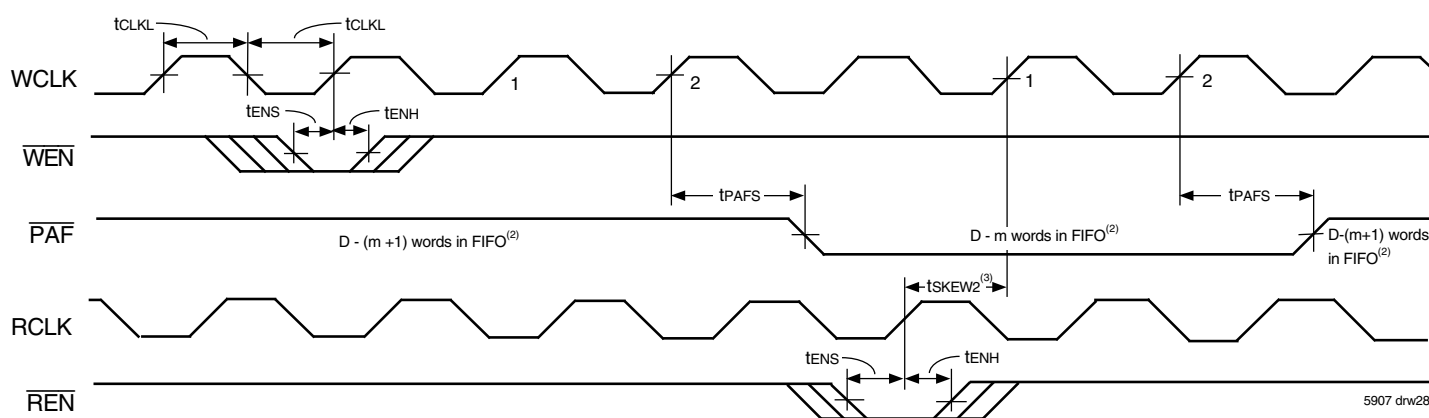 tCLKL
tCLKL
WCLK
1
2
1
2
tENS
tENH
WEN
tPAFS
tPAFS
PAF
D - (m +1) words in FIFO(2)
D - m words in FIFO(2)
D-(m+1) words
in FIFO(2)
tSKEW2(3)
RCLK
tENS
tENH
REN
5907 drw28